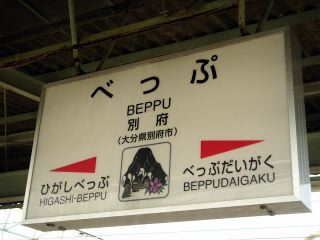 べっぷ
BEPPU
別府
(大分県別府市)
ひがしべっぷ
HIGASHI-BEPPU
べっぷだいがく
BEPPUDAIGAKU